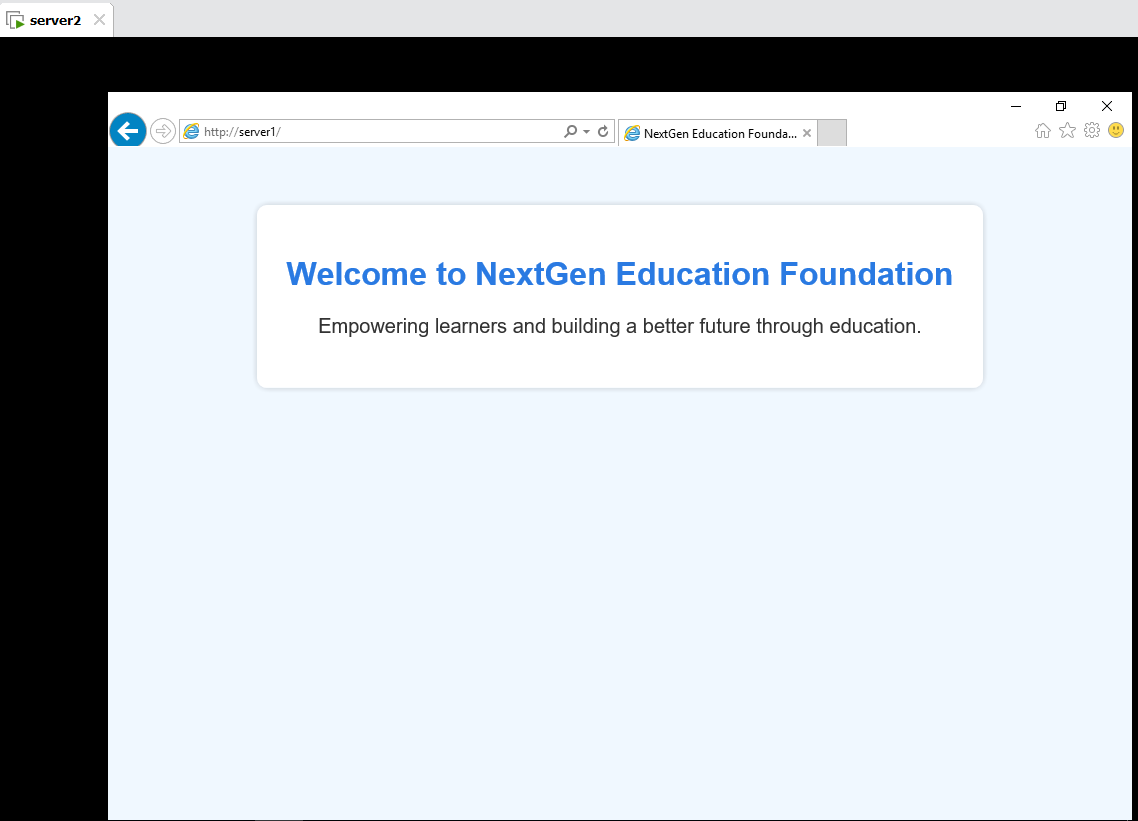 server2
http://server1/
NextGen Education Founda...
Welcome to NextGen Education Foundation
Empowering learners and building a better future through education.